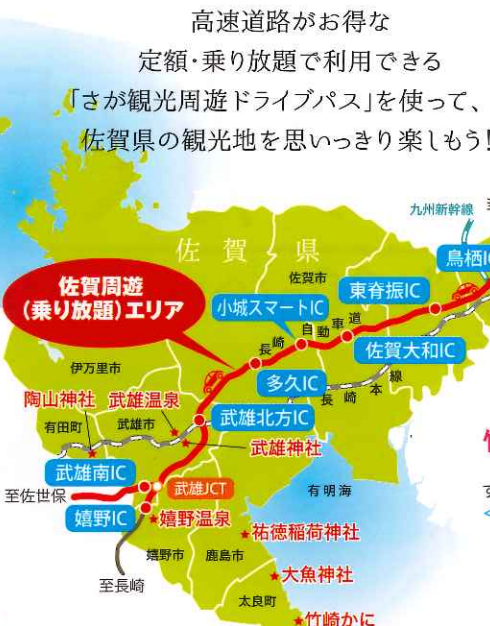 高速道路がお得な
定額・乗り放題で利用できる
「さが観光周遊ドライブパス」を使って、
佐賀県の観光地を思いっきり楽しもう!!
九州新幹線
佐賀県
佐賀周遊
(乗り放題)エリア
佐賀市
鳥栖IC
東脊振IC
小城スマートIC
長崎自動車道
佐賀大和IC
伊万里市
多久IC
長崎本線
陶山神社
武雄温泉
有田町
武雄市
武雄北方IC
武雄神社
武雄南IC
至佐世保
武雄JCT
有明海
嬉野IC
嬉野温泉
祐徳稲荷神社
嬉野市
鹿島市
至長崎
大魚神社
太良町
竹崎かに